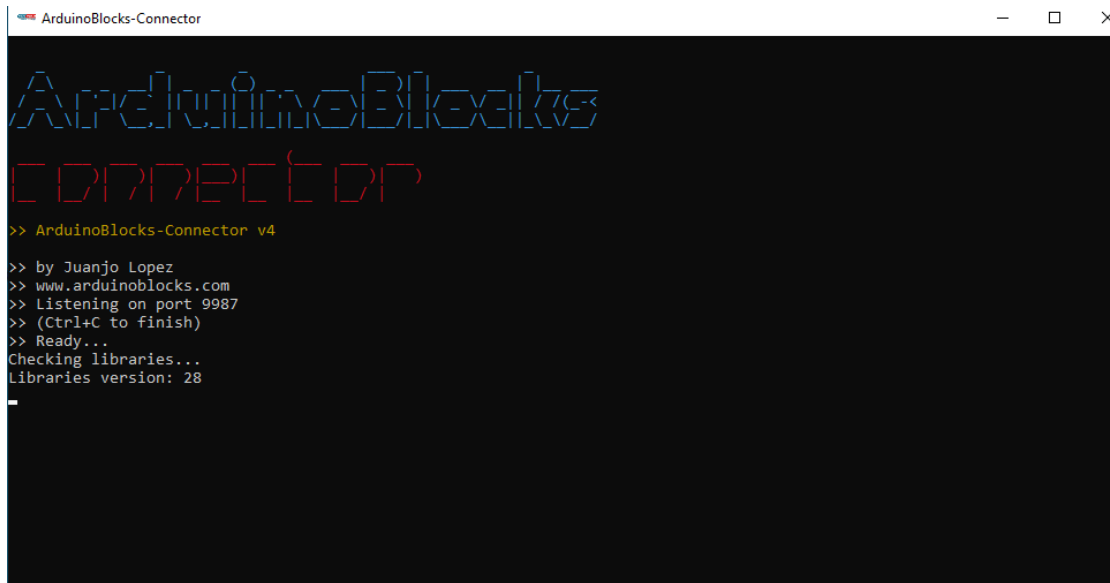 ArduinoBlocks-Connector
ArduinoBlocks
connector
>> ArduinoBlocks-Connector v4
>> by Juanjo Lopez
>> www.arduinoblocks.com
>> Listening on port 9987
>> (Ctrl+C to finish)
>> Ready...
Checking libraries...
Libraries version: 28